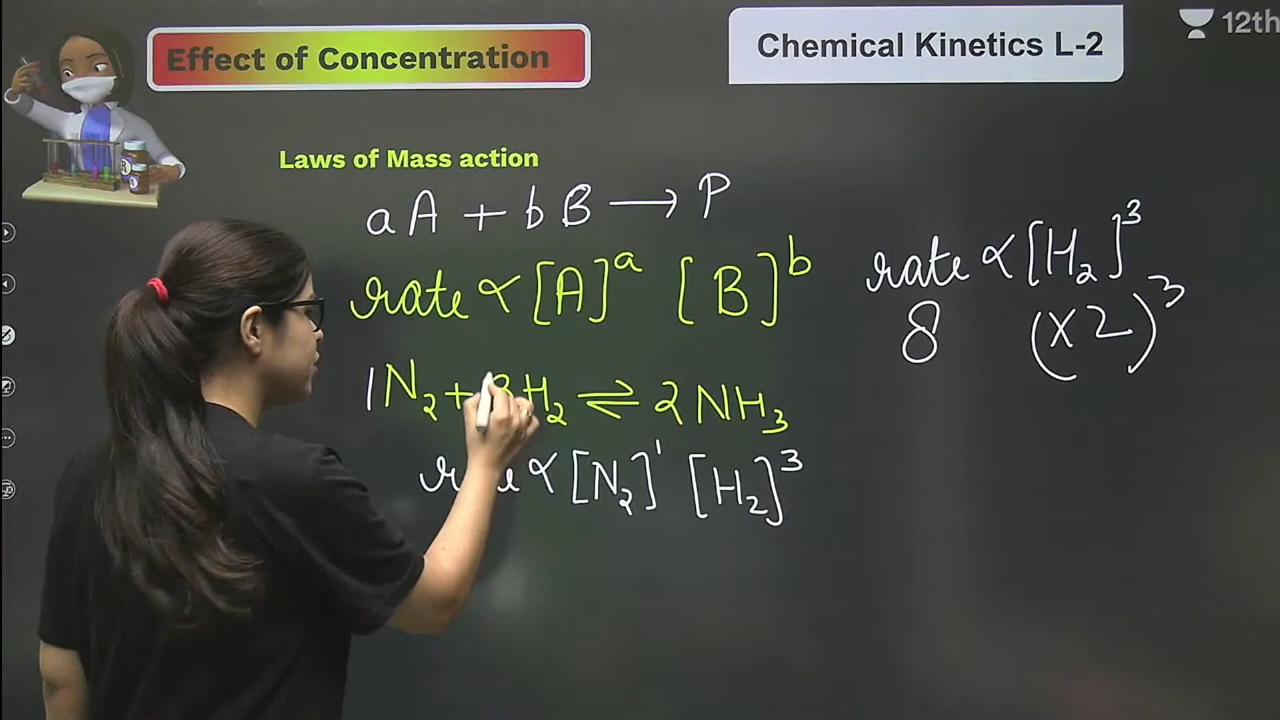 Effect of Concentration
Chemical Kinetics L-2
12th
Laws of Mass action
aA + bB → P
rate ∝ [A]ᵃ [B]ᵇ
rate ∝ [H₂]³
8 (×2)³
1N₂ + 3H₂ ⇌ 2NH₃
rate ∝ [N₂]¹ [H₂]³